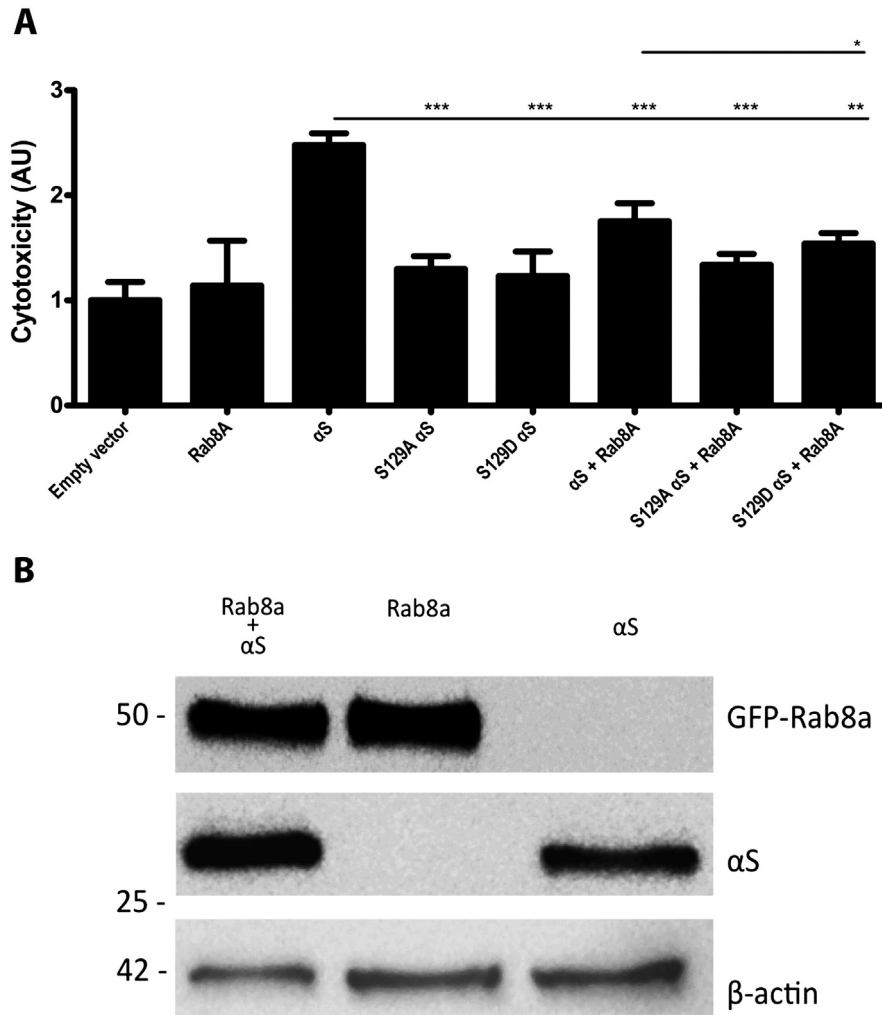 A
*
3
*** *** *** *** **
2
1
0
Cytotoxicity (AU)
Empty vector
Rab8A
αS
S129A αS
S129D αS
αS + Rab8A
S129A αS + Rab8A
S129D αS + Rab8A
B
Rab8a
+
αS
Rab8a
αS
50 -
GFP-Rab8a
αS
25 -
42 -
β-actin